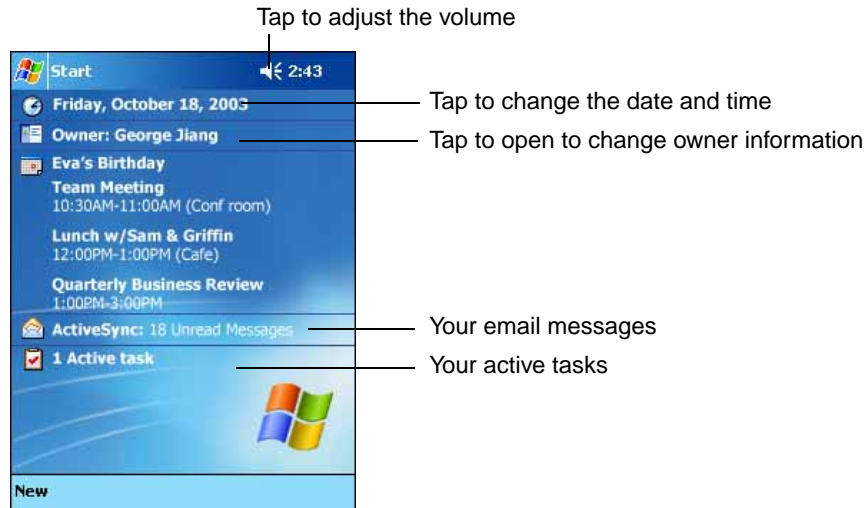 Tap to adjust the volume
Start 2:43
Friday, October 18, 2003
Tap to change the date and time
Owner: George Jiang
Tap to open to change owner information
Eva's Birthday
Team Meeting
10:30AM-11:00AM (Conf room)
Lunch w/Sam & Griffin
12:00PM-1:00PM (Cafe)
Quarterly Business Review
1:00PM-3:00PM
ActiveSync: 18 Unread Messages
Your email messages
1 Active task
Your active tasks
New